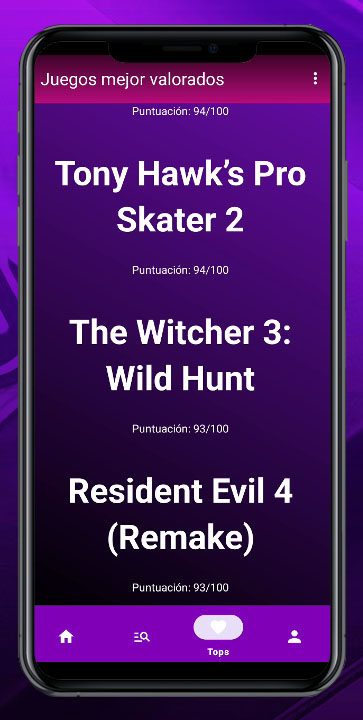 Juegos mejor valorados
Puntuación: 94/100
Tony Hawk’s Pro
Skater 2
Puntuación: 94/100
The Witcher 3:
Wild Hunt
Puntuación: 93/100
Resident Evil 4
(Remake)
Puntuación: 93/100
Tops